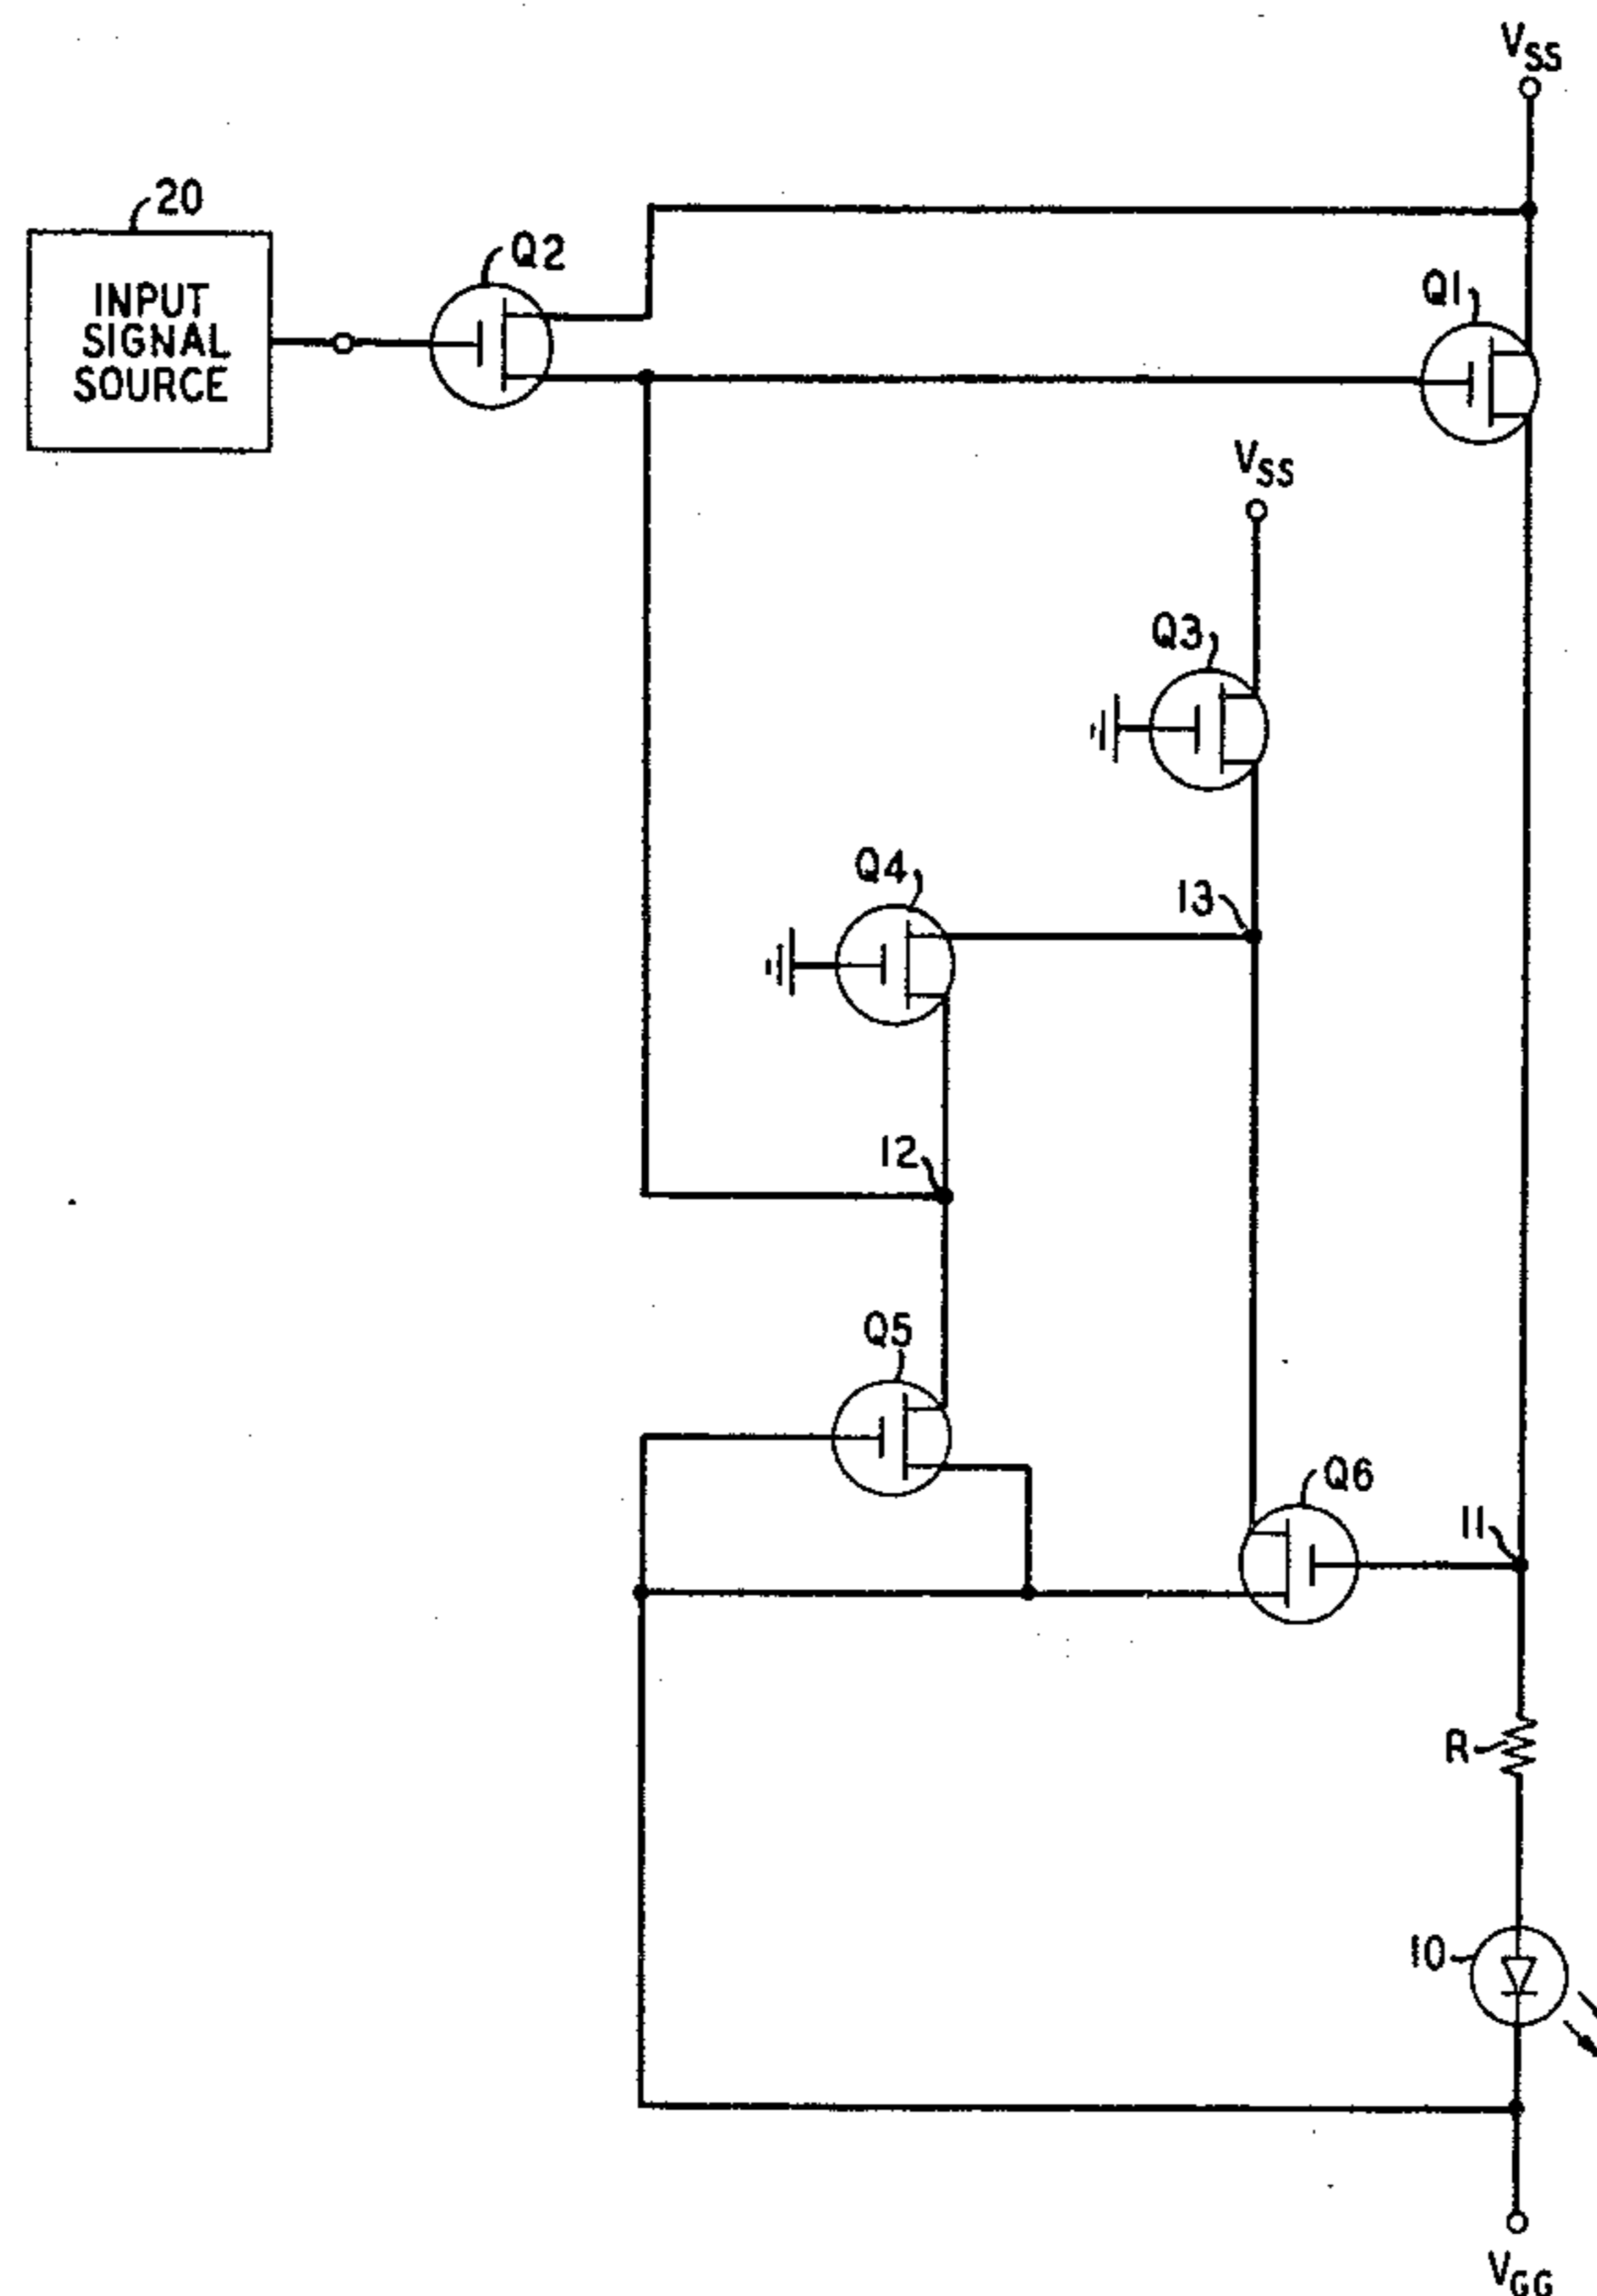 VSS
20
Q2
INPUT
SIGNAL
SOURCE
Q1
VSS
Q3
Q4
13
12
Q5
Q6
11
R
10
VGG